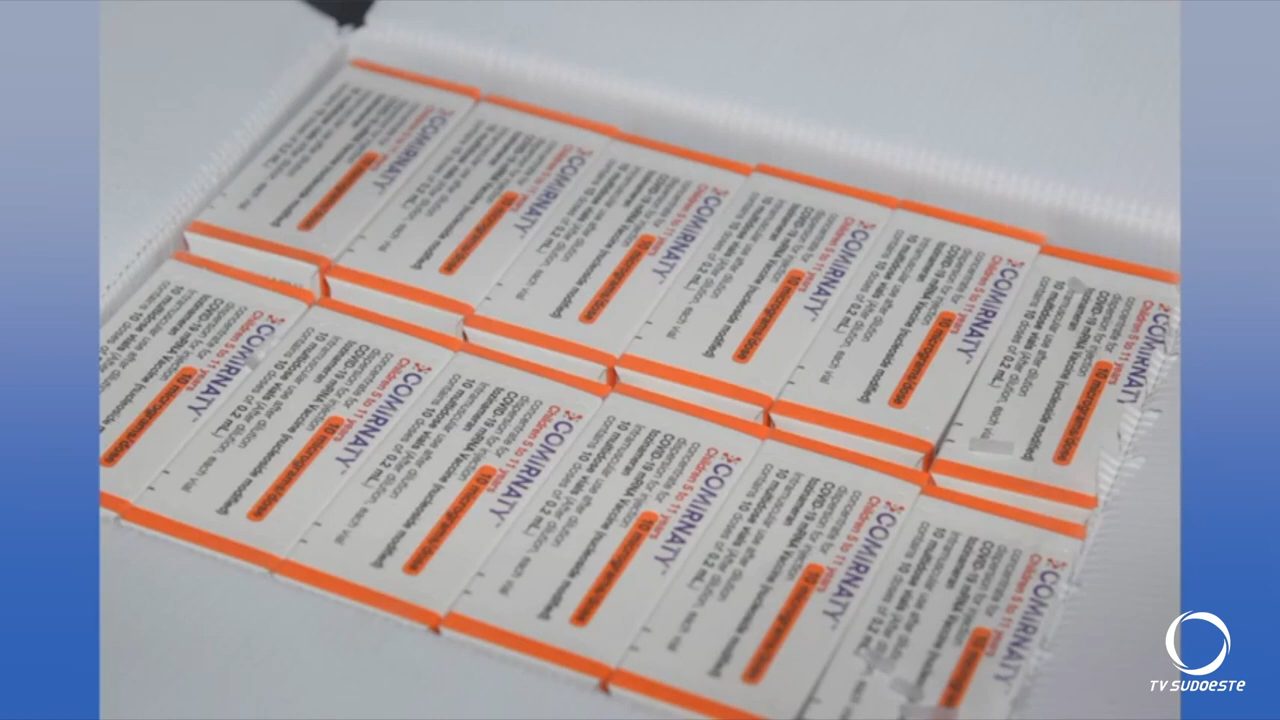 COMIRNATY
Children 5 to 11 years
10 micrograms/dose
concentrate for
dispersion for injection
Intramuscular use after dilution
tozinameran
COVID-19 mRNA Vaccine (nucleoside modified)
10 multidose vials (After dilution, each vial
contains 10 doses of 0.2 mL)
TV SUDOESTE